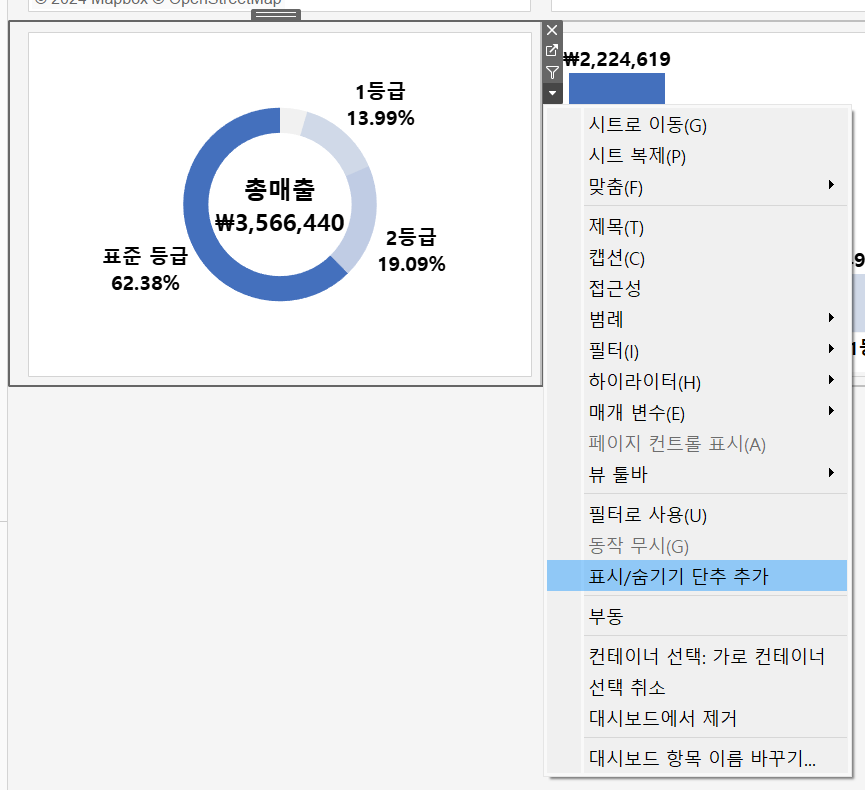 © 2024 Mapbox © OpenStreetMap
1등급
13.99%
총매출
₩3,566,440
2등급
19.09%
표준 등급
62.38%
₩2,224,619
시트로 이동(G)
시트 복제(P)
맞춤(F)
제목(T)
캡션(C)
접근성
범례
필터(I)
하이라이터(H)
매개 변수(E)
페이지 컨트롤 표시(A)
뷰 툴바
필터로 사용(U)
동작 무시(G)
표시/숨기기 단추 추가
부동
컨테이너 선택: 가로 컨테이너
선택 취소
대시보드에서 제거
대시보드 항목 이름 바꾸기...